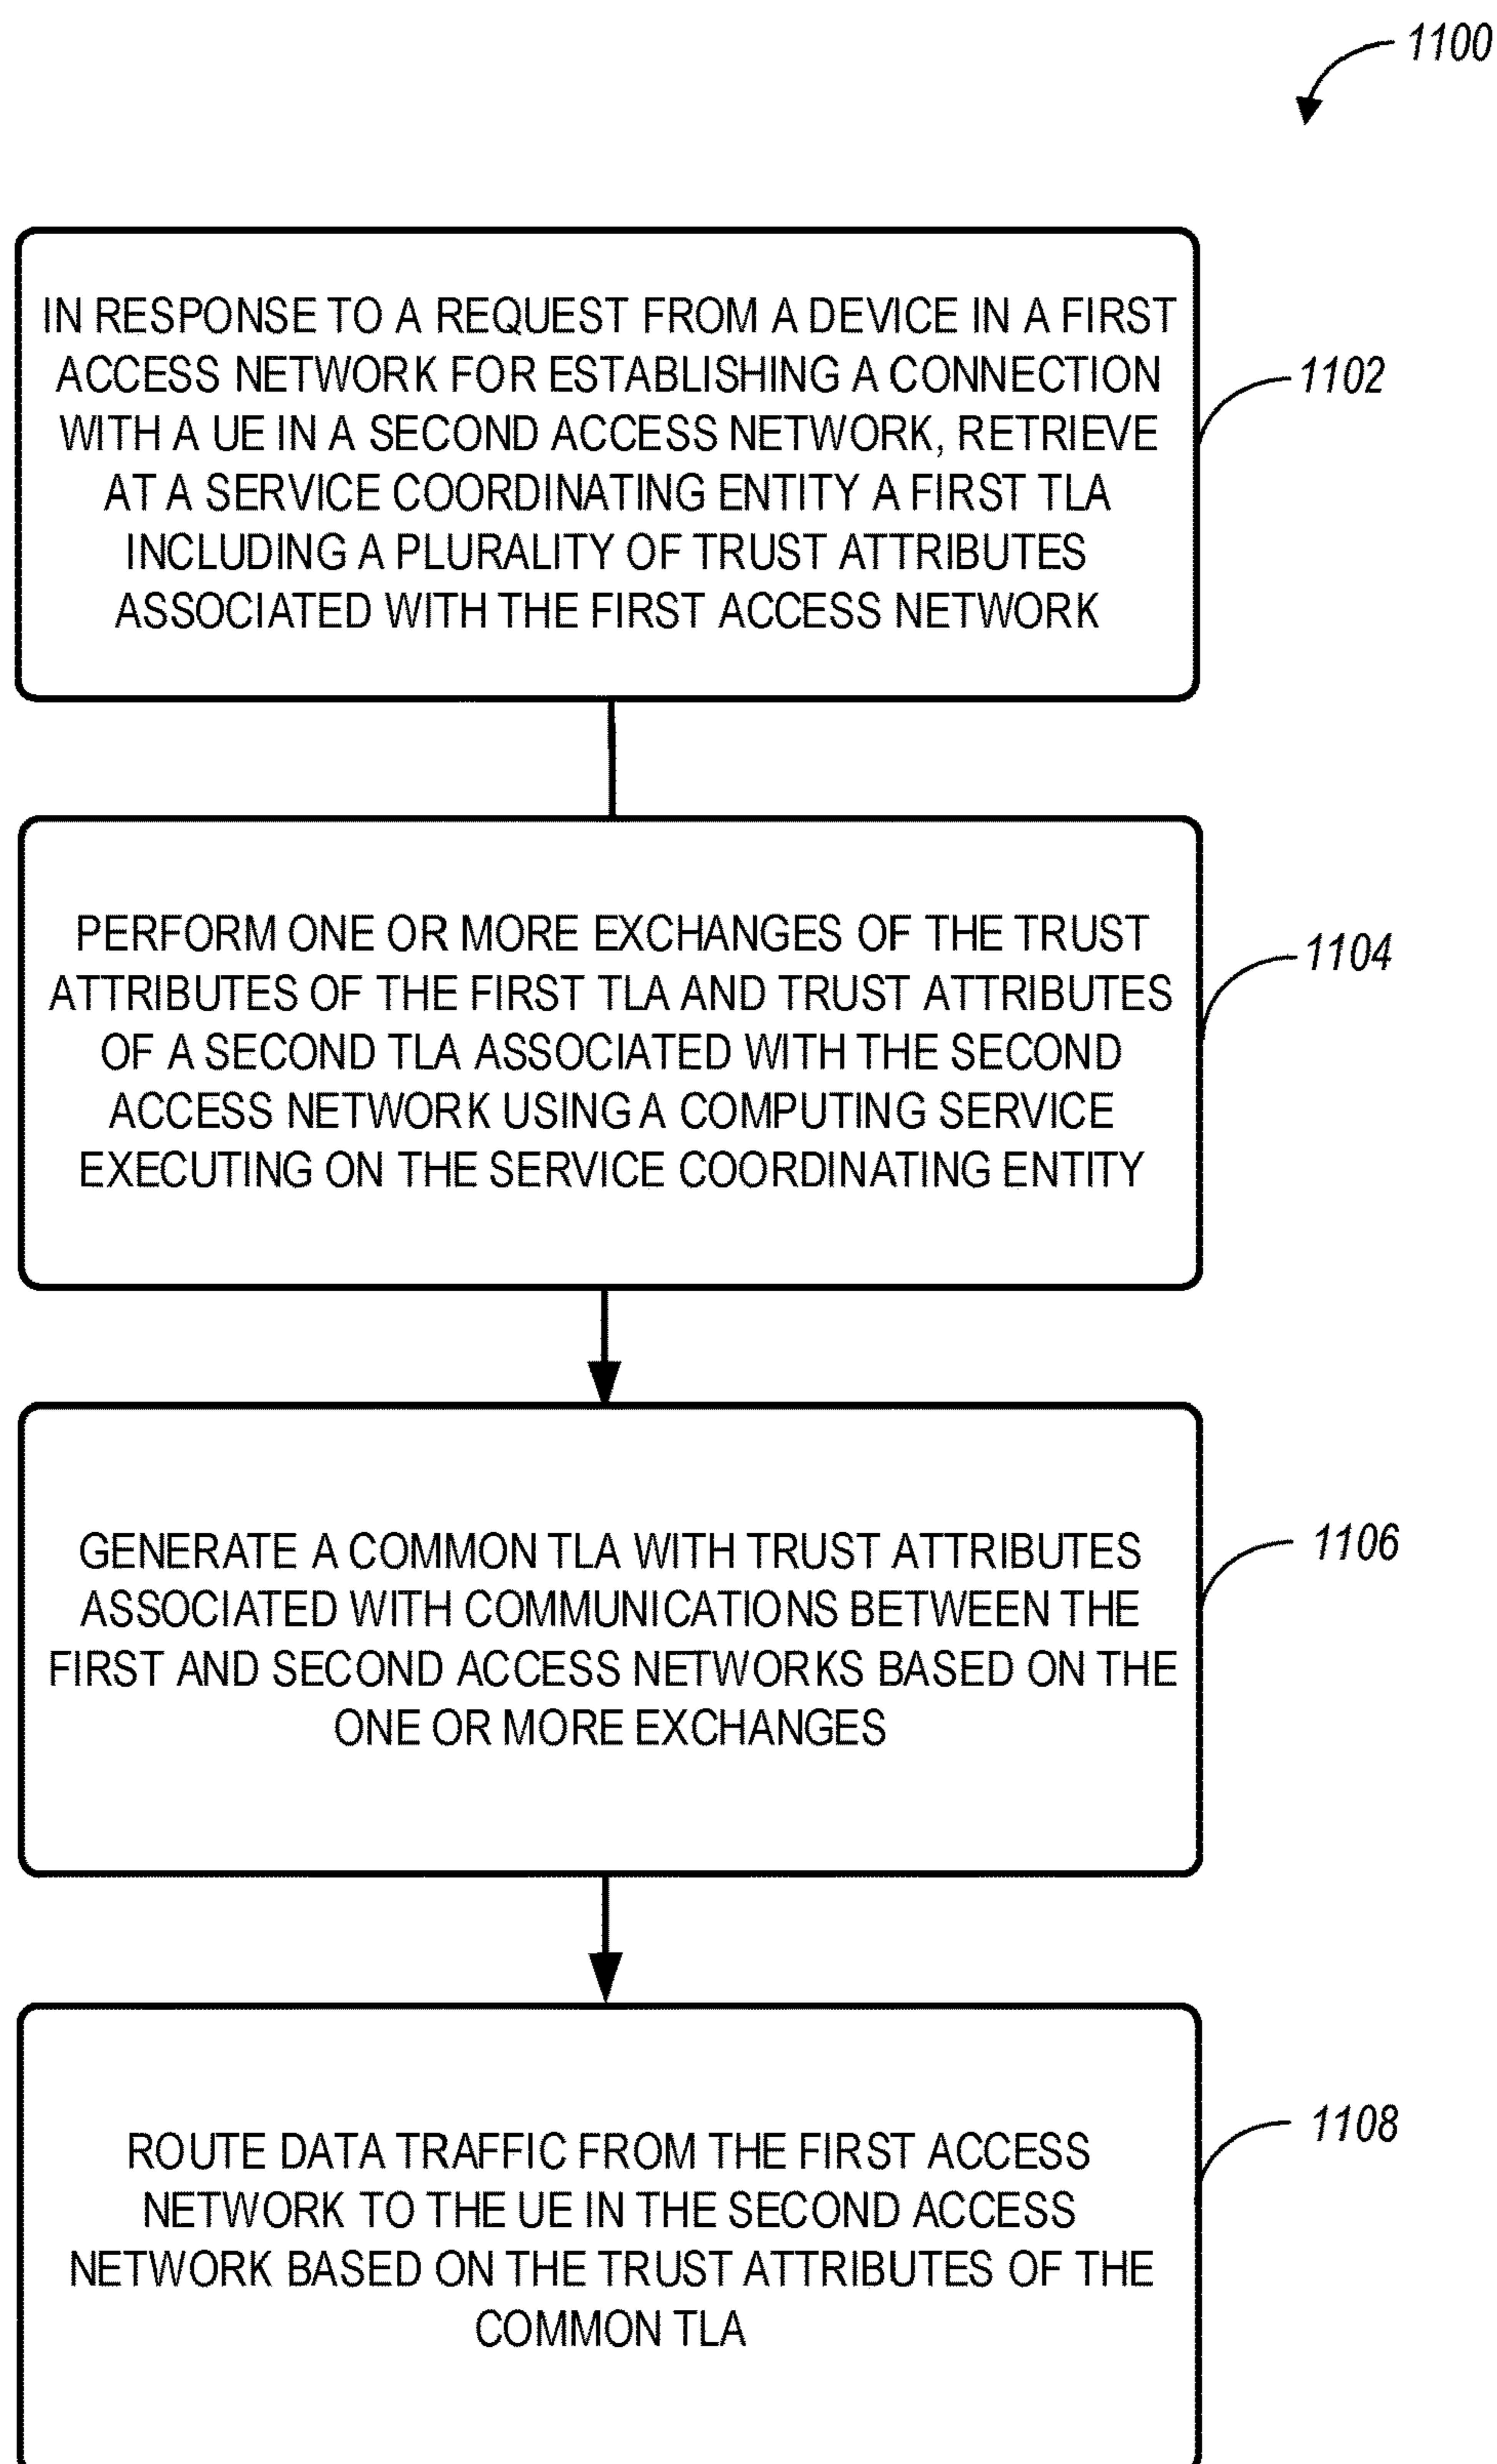 1100
IN RESPONSE TO A REQUEST FROM A DEVICE IN A FIRST
ACCESS NETWORK FOR ESTABLISHING A CONNECTION
WITH A UE IN A SECOND ACCESS NETWORK, RETRIEVE
AT A SERVICE COORDINATING ENTITY A FIRST TLA
INCLUDING A PLURALITY OF TRUST ATTRIBUTES
ASSOCIATED WITH THE FIRST ACCESS NETWORK
1102
PERFORM ONE OR MORE EXCHANGES OF THE TRUST
ATTRIBUTES OF THE FIRST TLA AND TRUST ATTRIBUTES
OF A SECOND TLA ASSOCIATED WITH THE SECOND
ACCESS NETWORK USING A COMPUTING SERVICE
EXECUTING ON THE SERVICE COORDINATING ENTITY
1104
GENERATE A COMMON TLA WITH TRUST ATTRIBUTES
ASSOCIATED WITH COMMUNICATIONS BETWEEN THE
FIRST AND SECOND ACCESS NETWORKS BASED ON THE
ONE OR MORE EXCHANGES
1106
ROUTE DATA TRAFFIC FROM THE FIRST ACCESS
NETWORK TO THE UE IN THE SECOND ACCESS
NETWORK BASED ON THE TRUST ATTRIBUTES OF THE
COMMON TLA
1108